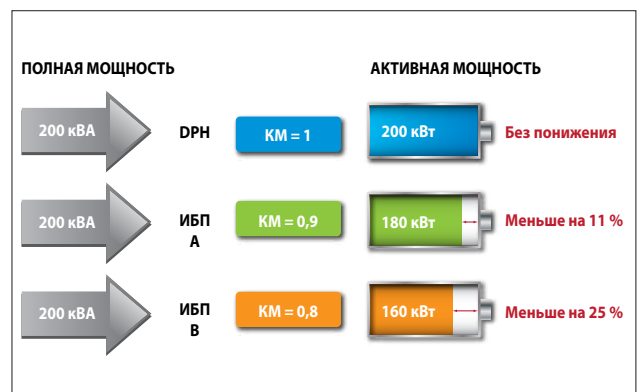 ПОЛНАЯ МОЩНОСТЬ
АКТИВНАЯ МОЩНОСТЬ
200 кВА
DPH
КМ = 1
200 кВт
Без понижения
200 кВА
ИБП
А
КМ = 0,9
180 кВт
Меньше на 11 %
200 кВА
ИБП
В
КМ = 0,8
160 кВт
Меньше на 25 %